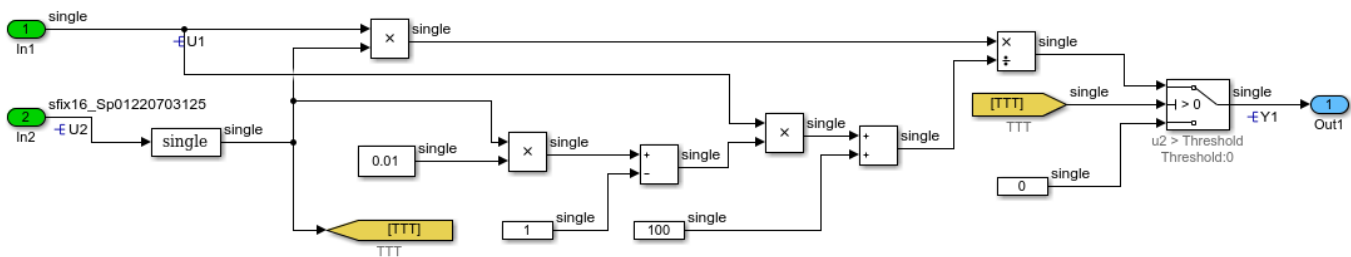 single
1
In1
U1
×
single
×
÷
single
single
[TTT]
TTT
> 0
single
Y1
1
Out1
u2 > Threshold
Threshold:0
sfix16_Sp01220703125
2
In2
U2
single
single
0.01
single
×
single
+
−
single
×
single
+
+
single
0
single
[TTT]
TTT
1
single
100
single